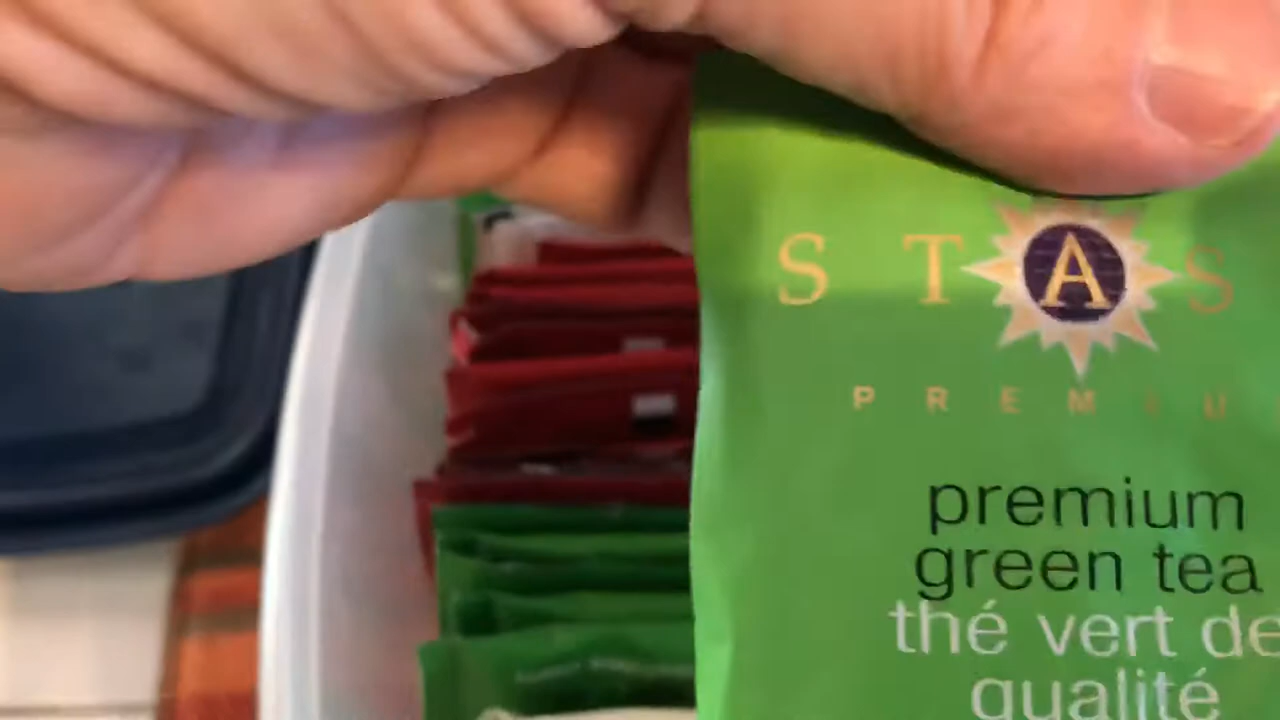 S T A S
P R E M I U
premium
green tea
thé vert de
qualité